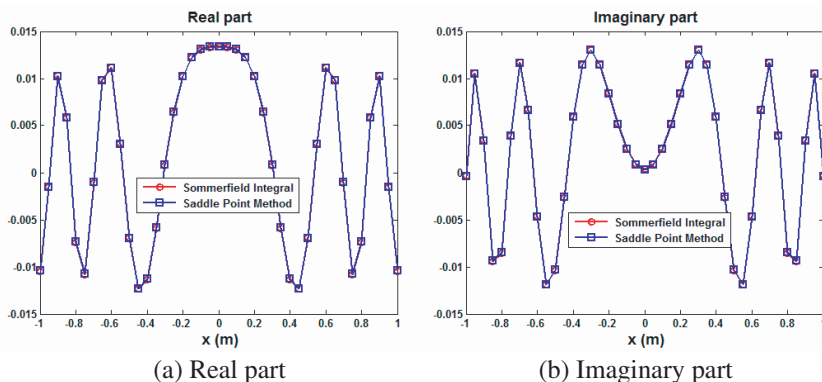 Real part
0.015
0.01
0.005
0
-0.005
-0.01
-0.015
-1 -0.8 -0.6 -0.4 -0.2 0 0.2 0.4 0.6 0.8 1
x (m)
Sommerfield Integral
Saddle Point Method
(a) Real part
Imaginary part
0.015
0.01
0.005
0
-0.005
-0.01
-0.015
-1 -0.8 -0.6 -0.4 -0.2 0 0.2 0.4 0.6 0.8
x (m)
Sommerfield Integral
Saddle Point Method
(b) Imaginary part